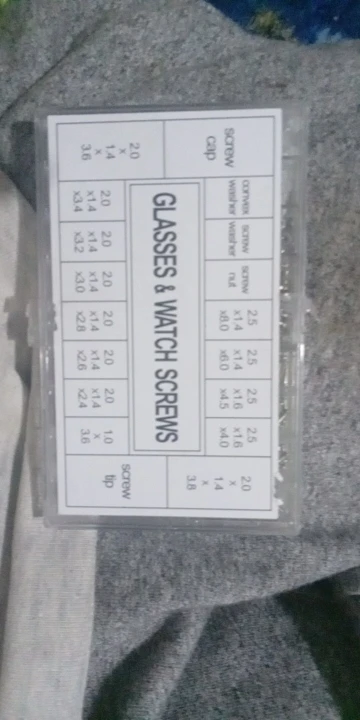 screw
cap
convex
washer
screw
washer
screw
nut
2.5
x1.4
x8.0
2.5
x1.4
x6.0
2.5
x1.6
x4.5
2.5
x1.6
x4.0
2.0
x
1.4
x
3.8
GLASSES & WATCH SCREWS
2.0
x
1.4
x
3.6
2.0
x1.4
x3.4
2.0
x1.4
x3.2
2.0
x1.4
x3.0
2.0
x1.4
x2.8
2.0
x1.4
x2.6
2.0
x1.4
x2.4
1.0
x
3.6
screw
tip